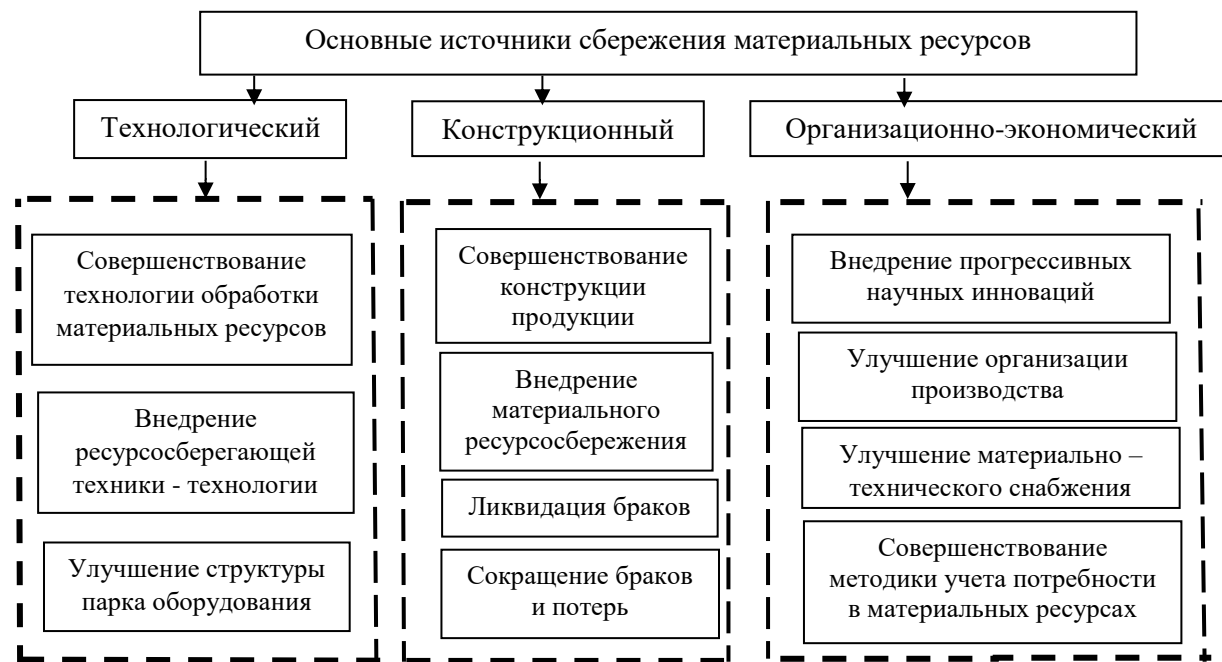 Основные источники сбережения материальных ресурсов
Технологический
Конструкционный
Организационно-экономический
Совершенствование
технологии обработки
материальных ресурсов
Внедрение
ресурсосберегающей
техники - технологии
Улучшение структуры
парка оборудования
Совершенствование
конструкции
продукции
Внедрение
материального
ресурсосбережения
Ликвидация браков
Сокращение браков
и потерь
Внедрение прогрессивных
научных инноваций
Улучшение организации
производства
Улучшение материально –
технического снабжения
Совершенствование
методики учета потребности
в материальных ресурсах